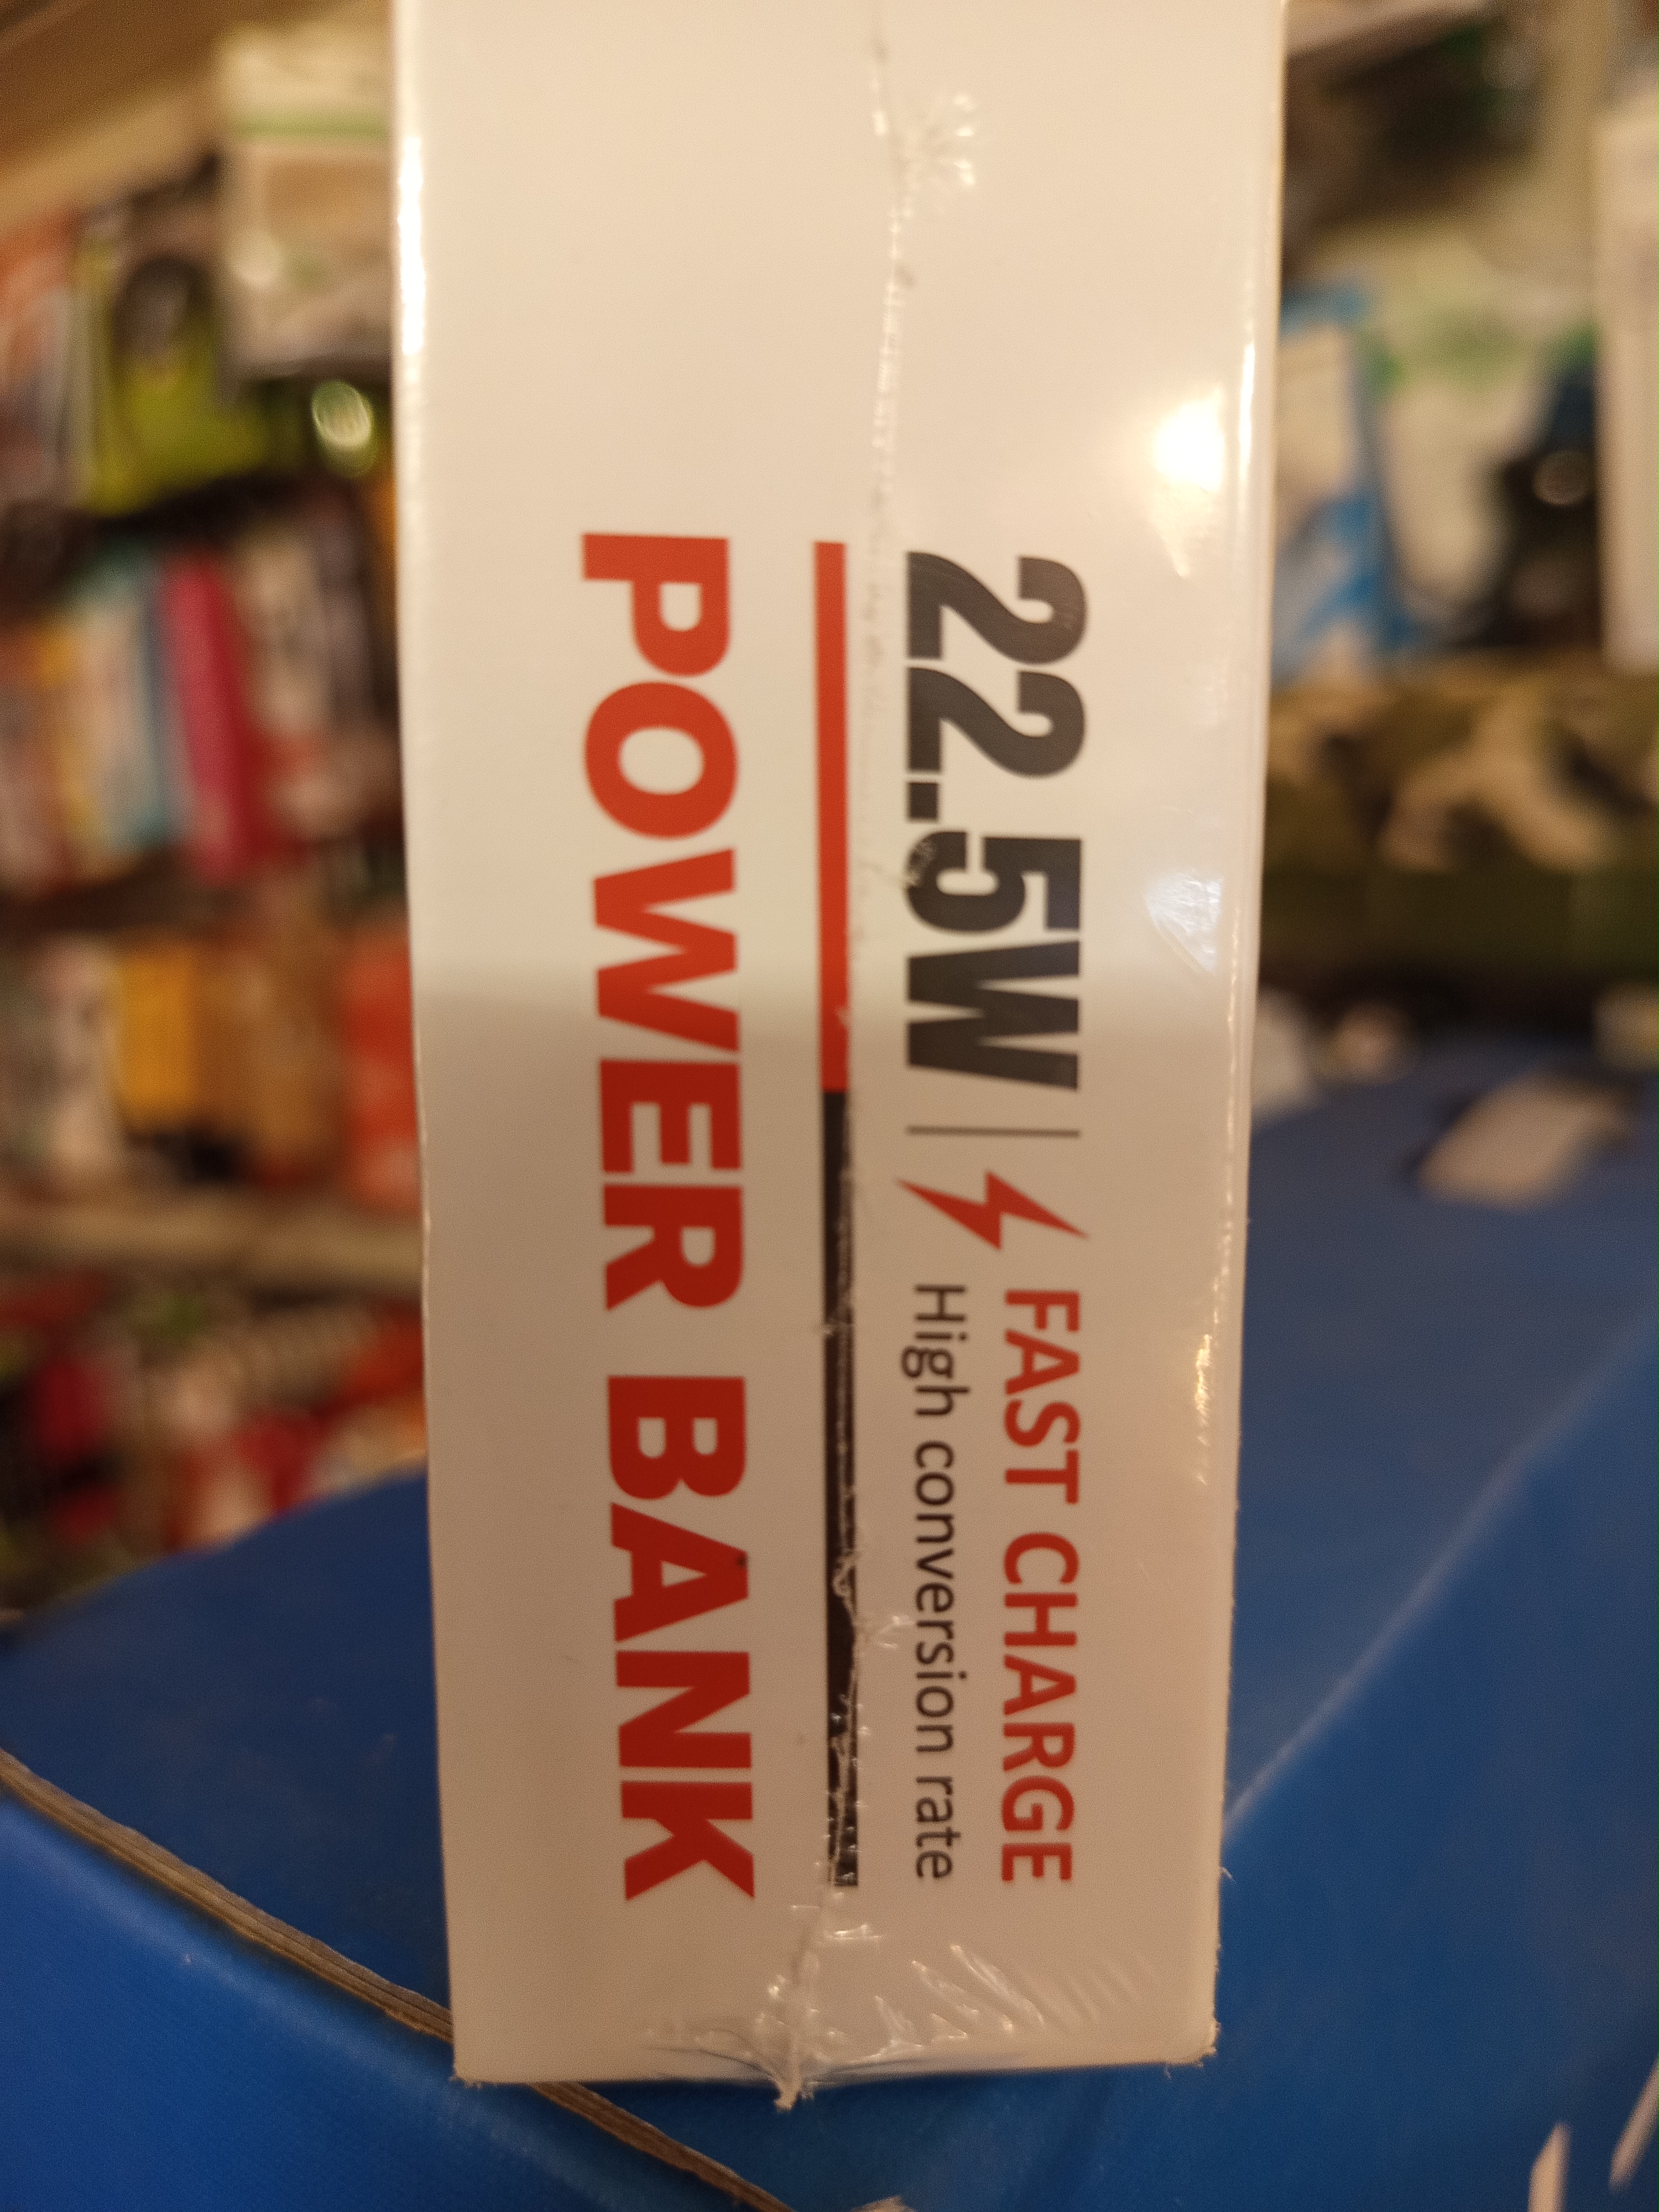 22.5W | FAST CHARGE
High conversion rate
POWER BANK